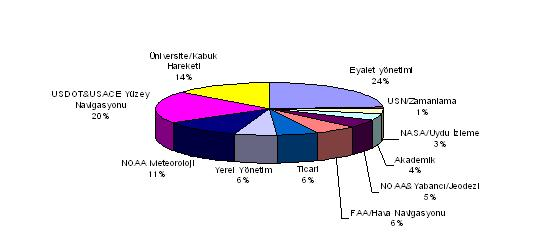 Üniversite/Kabuk
Hareketi
14%
Eyalet yönetimi
24%
USDOT&USACE Yüzey
Navigasyonu
20%
USN/Zamanlama
1%
NASA/Uydu İzleme
3%
Akademik
4%
NOAA Meteoroloji
11%
Yerel Yönetim
6%
Ticari
6%
NOAA&Yabancı/Jeodezi
5%
FAA/Hava Navigasyonu
6%